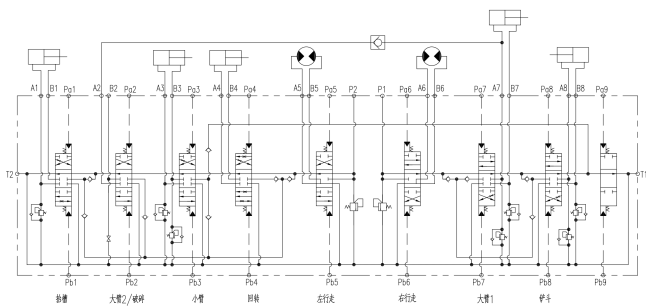 A1 B1 Pa1 A2 B2 Pa2 A3 B3 Pa3 A4 B4 Pa4 A5 B5 Pa5 P2 P1 Pa6 A6 B6 Pa7 A7 B7 Pa8 A8 B8 Pa9
T2 T1
Pb1 Pb2 Pb3 Pb4 Pb5 Pb6 Pb7 Pb8 Pb9
大臂2/破碎 小臂 回转 左行走 右行走 大臂1 铲斗